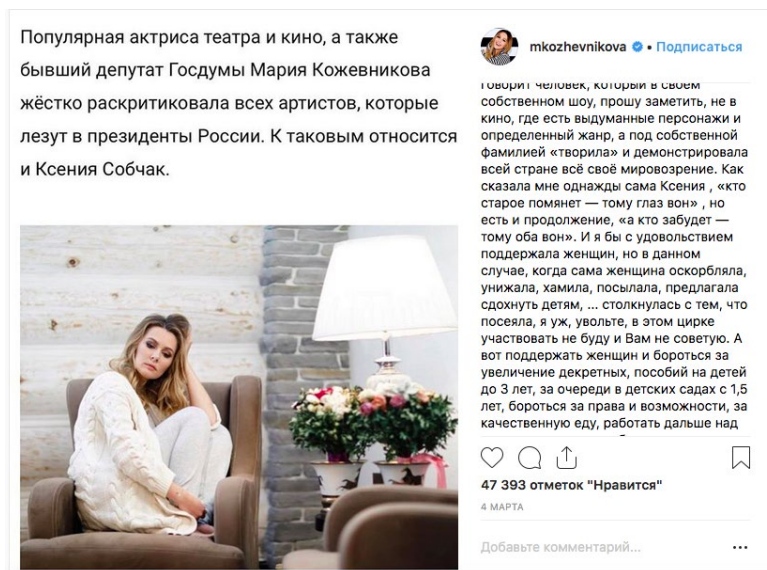 Популярная актриса театра и кино, а также
бывший депутат Госдумы Мария Кожевникова
жёстко раскритиковала всех артистов, которые
лезут в президенты России. К таковым относится
и Ксения Собчак.
mkozhevnikova • Подписаться
говорит человек, который в своем
собственном шоу, прошу заметить, не в
кино, где есть выдуманные персонажи и
определенный жанр, а под собственной
фамилией «творила» и демонстрировала
всей стране всё своё мировозрение. Как
сказала мне однажды сама Ксения , «кто
старое помянет — тому глаз вон» , но
есть и продолжение, «а кто забудет —
тому оба вон». И я бы с удовольствием
поддержала женщин, но в данном
случае, когда сама женщина оскорбляла,
унижала, хамила, посылала, предлагала
сдохнуть детям, ... столкнулась с тем, что
посеяла, я уж, увольте, в этом цирке
участвовать не буду и Вам не советую. А
вот поддержать женщин и бороться за
увеличение декретных, пособий на детей
до 3 лет, за очереди в детских садах с 1,5
лет, бороться за права и возможности, за
качественную еду, работать дальше над
47 393 отметок "Нравится"
4 МАРТА
Добавьте комментарий...